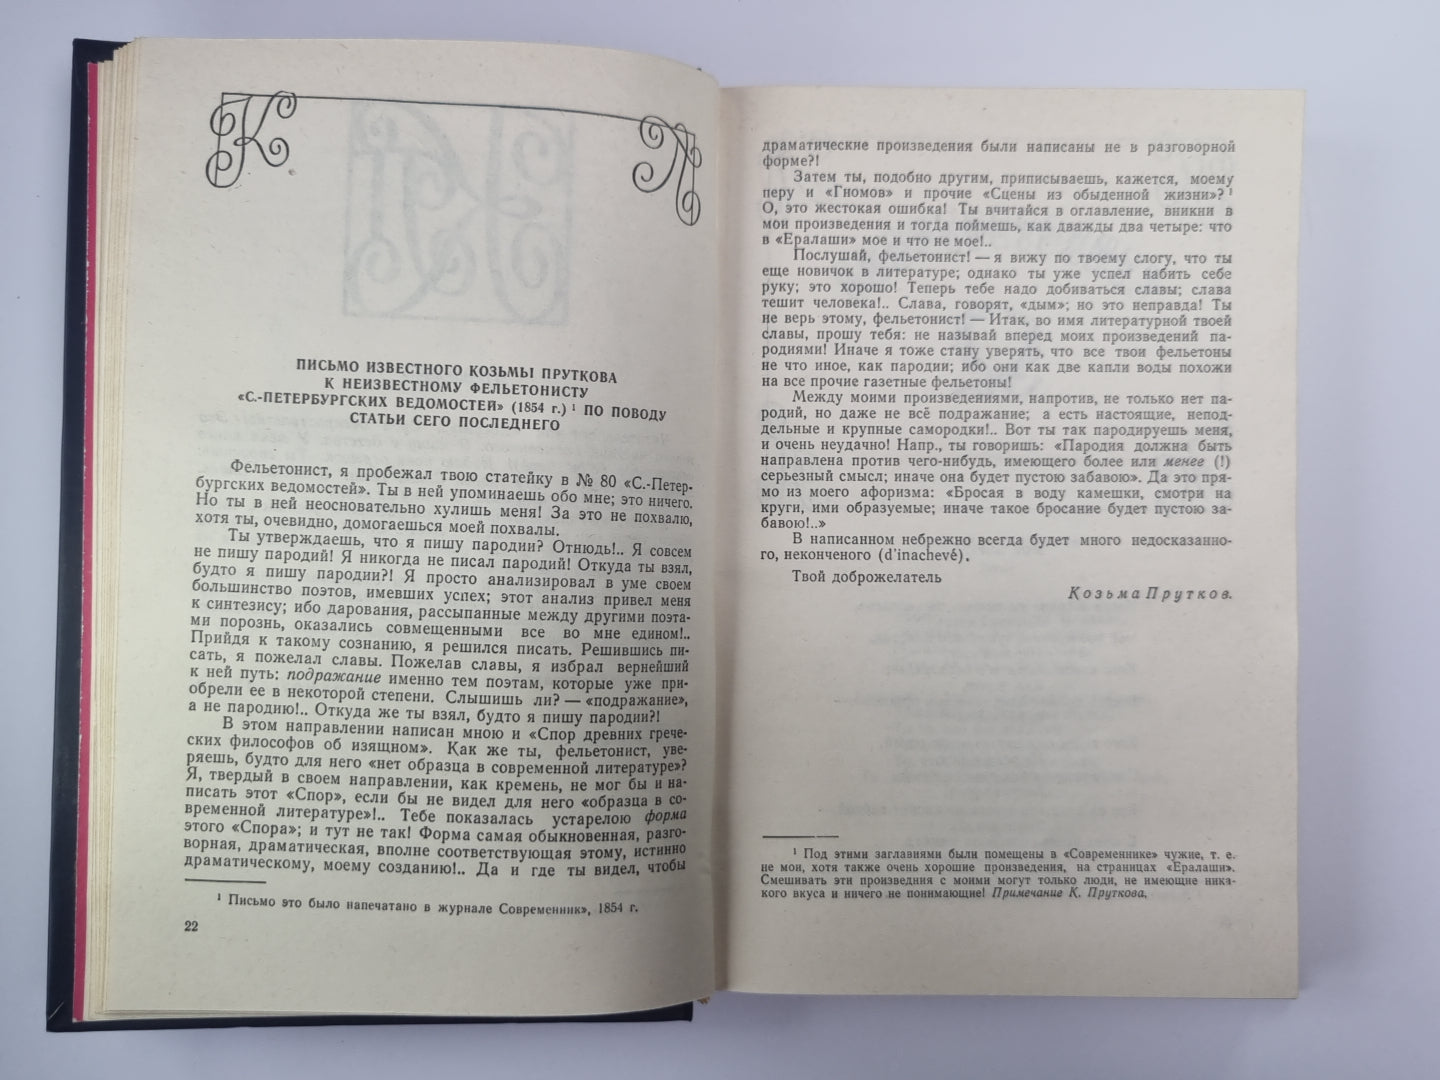 К
П
ПИСЬМО ИЗВЕСТНОГО КОЗЬМЫ ПРУТКОВА
К НЕИЗВЕСТНОМУ ФЕЛЬЕТОНИСТУ
«С.-ПЕТЕРБУРГСКИХ ВЕДОМОСТЕЙ» (1854 г.) ¹ ПО ПОВОДУ
СТАТЬИ СЕГО ПОСЛЕДНЕГО
Фельетонист, я пробежал твою статейку в № 80 «С.-Петер-
бургских ведомостей». Ты в ней упоминаешь обо мне; это ничего.
Но ты в ней неосновательно хулишь меня! За это не похвалю,
хотя ты, очевидно, домогаешься моей похвалы.
Ты утверждаешь, что я пишу пародии? Отнюдь!.. Я совсем
не пишу пародий! Я никогда не писал пародий! Откуда ты взял,
будто я пишу пародии?! Я просто анализировал в уме своем
большинство поэтов, имевших успех; этот анализ привел меня
к синтезису; ибо дарования, рассыпанные между другими поэта-
ми порознь, оказались совмещенными все во мне едином!..
Прийдя к такому сознанию, я решился писать. Решившись пи-
сать, я пожелал славы. Пожелав славы, я избрал вернейший
к ней путь: подражание именно тем поэтам, которые уже при-
обрели ее в некоторой степени. Слышишь ли? — «подражание»,
а не пародию!.. Откуда же ты взял, будто я пишу пародии?!
В этом направлении написан мною и «Спор древних грече-
ских философов об изящном». Как же ты, фельетонист, уве-
ряешь, будто для него «нет образца в современной литературе»?
Я, твердый в своем направлении, как кремень, не мог бы и на-
писать этот «Спор», если бы не видел для него «образца в со-
временной литературе»!.. Тебе показалась устарелою форма
этого «Спора»; и тут не так! Форма самая обыкновенная, разго-
ворная, драматическая, вполне соответствующая этому, истинно
драматическому, моему созданию!.. Да и где ты видел, чтобы
¹ Письмо это было напечатано в журнале Современник», 1854 г.
22
драматические произведения были написаны не в разговорной
форме?!
Затем ты, подобно другим, приписываешь, кажется, моему
перу и «Гномов» и прочие «Сцены из обыденной жизни»? ¹
О, это жестокая ошибка! Ты вчитайся в оглавление, вникни в
мои произведения и тогда поймешь, как дважды два четыре: что
в «Ералаши» мое и что не мое!..
Послушай, фельетонист! — я вижу по твоему слогу, что ты
еще новичок в литературе; однако ты уже успел набить себе
руку; это хорошо! Теперь тебе надо добиваться славы; слава
тешит человека!.. Слава, говорят, «дым»; но это неправда! Ты
не верь этому, фельетонист! — Итак, во имя литературной твоей
славы, прошу тебя: не называй вперед моих произведений па-
родиями! Иначе я тоже стану уверять, что все твои фельетоны
не что иное, как пародии; ибо они как две капли воды похожи
на все прочие газетные фельетоны!
Между моими произведениями, напротив, не только нет па-
родий, но даже не всё подражание; а есть настоящие, непод-
дельные и крупные самородки!.. Вот ты так пародируешь меня,
и очень неудачно! Напр., ты говоришь: «Пародия должна быть
направлена против чего-нибудь, имеющего более или менее (!)
серьезный смысл; иначе она будет пустою забавою». Да это пря-
мо из моего афоризма: «Бросая в воду камешки, смотри на
круги, ими образуемые; иначе такое бросание будет пустою за-
бавою!..»
В написанном небрежно всегда будет много недосказанно-
го, неконченого (d'inachevé).
Твой доброжелатель
Козьма Прутков.
¹ Под этими заглавиями были помещены в «Современнике» чужие, т. е.
не мои, хотя также очень хорошие произведения, на страницах «Ералаши».
Смешивать эти произведния с моими могут только люди, не имеющие ника-
кого вкуса и ничего не понимающие! Примечание К. Пруткова.